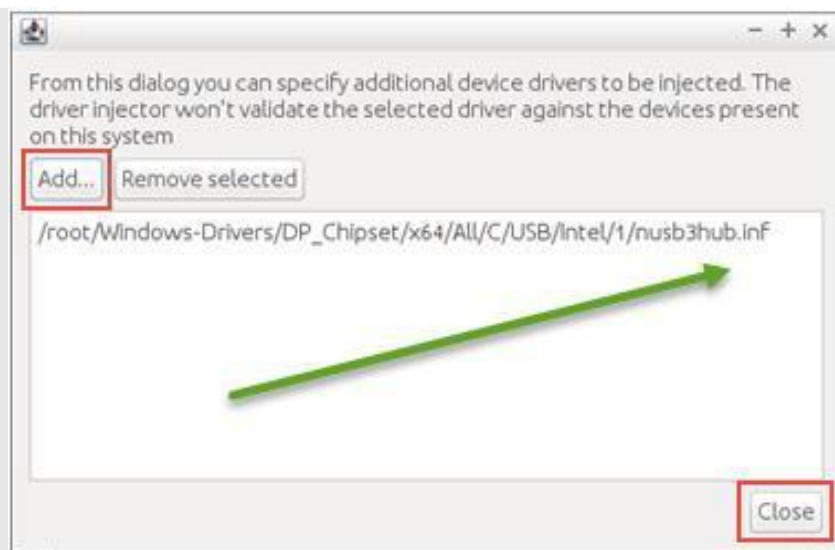 From this dialog you can specify additional device drivers to be injected. The
driver injector won't validate the selected driver against the devices present
on this system
Add... Remove selected
/root/Windows-Drivers/DP_Chipset/x64/All/C/USB/Intel/1/nusb3hub.inf
Close